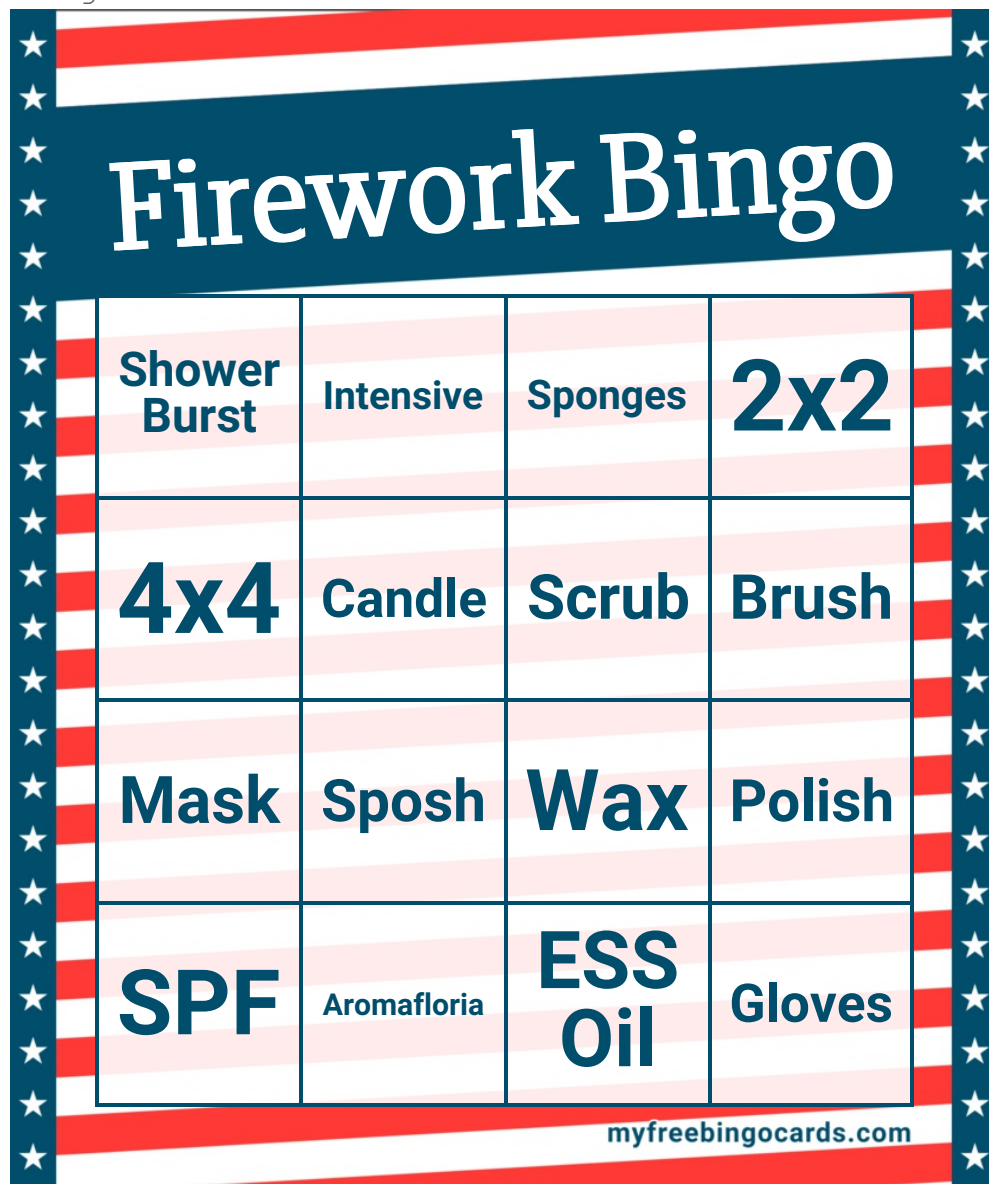 Firework Bingo
Shower
Burst
Intensive
Sponges
2x2
4x4
Candle
Scrub
Brush
Mask
Sposh
Wax
Polish
SPF
Aromafloria
ESS
Oil
Gloves
myfreebingocards.com